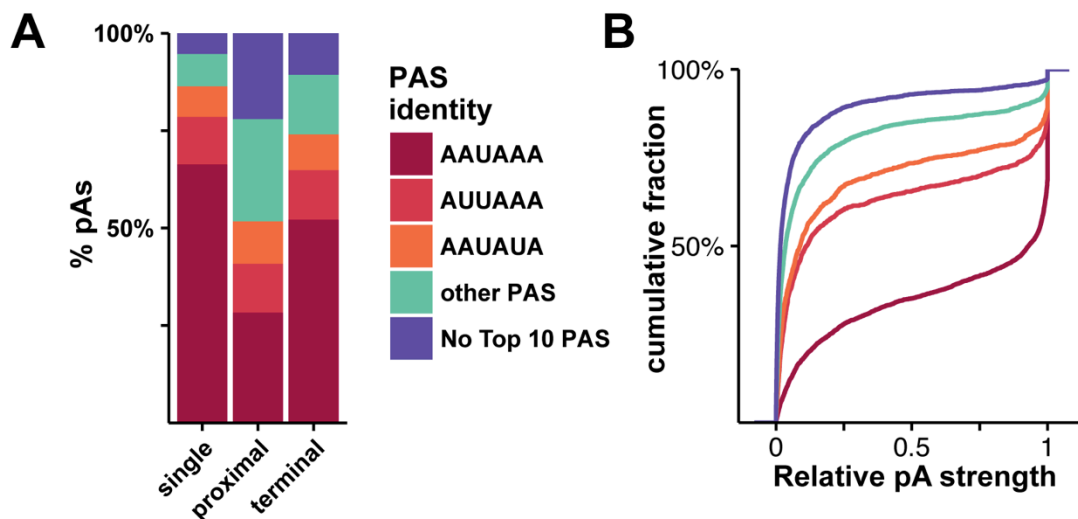 A
100%
50%
% pAs
single
proximal
terminal
PAS
identity
AAUAAA
AUUAAA
AAUAUA
other PAS
No Top 10 PAS
B
100%
50%
cumulative fraction
0
0.5
1
Relative pA strength